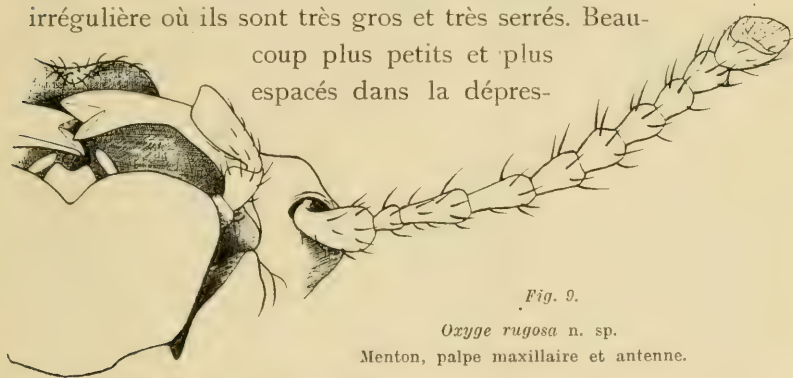 irrégulière où ils sont très gros et très serrés. Beau-
coup plus petits et plus
espacés dans la dépres-
Fig. 9.
Oxyge rugosa n. sp.
Menton, palpe maxillaire et antenne.